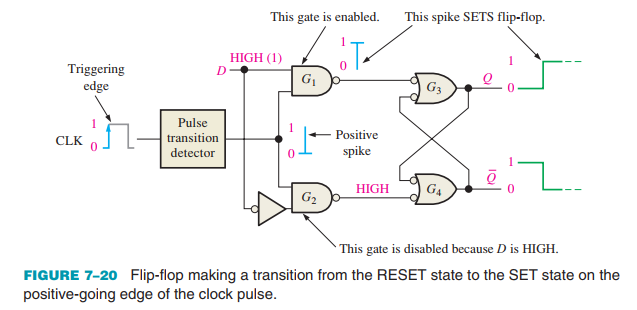 This gate is enabled.
This spike SETS flip-flop.
HIGH (1)
D
1
0
G1
Triggering
edge
1
CLK 0
Pulse
transition
detector
1
0
Positive
spike
G3
Q
1
0
G2
HIGH
G4
Q̅
1
0
This gate is disabled because D is HIGH.
FIGURE 7–20 Flip-flop making a transition from the RESET state to the SET state on the
positive-going edge of the clock pulse.